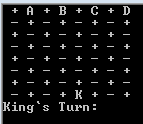 + A + B + C + D
- + - + - + - +
+ - + - + - + -
- + - + - + - +
+ - + - + - + -
- + - + - + - +
+ - + - + - + -
- + - + K + - +
King's Turn: